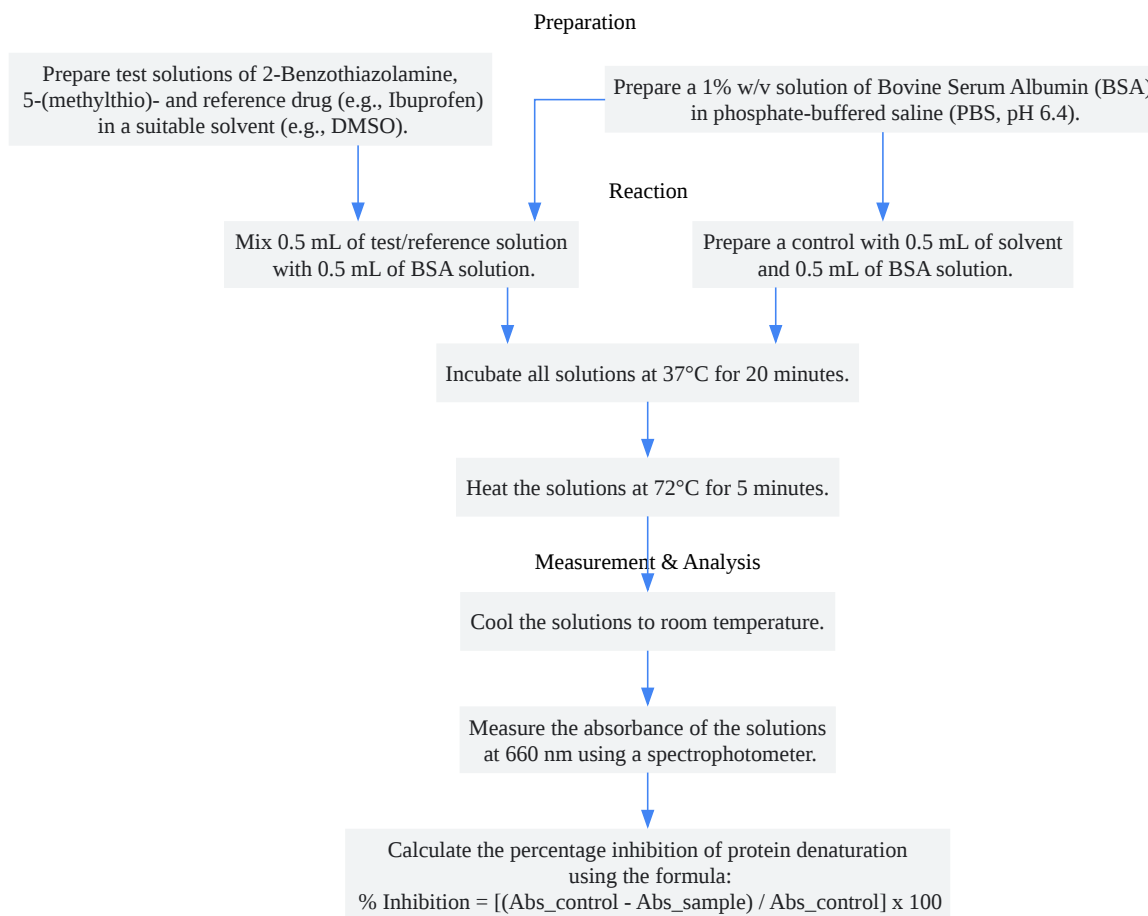 Preparation
Prepare test solutions of 2-Benzothiazolamine,
5-(methylthio)- and reference drug (e.g., Ibuprofen)
in a suitable solvent (e.g., DMSO).
Prepare a 1% w/v solution of Bovine Serum Albumin (BSA)
in phosphate-buffered saline (PBS, pH 6.4).
Reaction
Mix 0.5 mL of test/reference solution
with 0.5 mL of BSA solution.
Prepare a control with 0.5 mL of solvent
and 0.5 mL of BSA solution.
Incubate all solutions at 37°C for 20 minutes.
Heat the solutions at 72°C for 5 minutes.
Measurement & Analysis
Cool the solutions to room temperature.
Measure the absorbance of the solutions
at 660 nm using a spectrophotometer.
Calculate the percentage inhibition of protein denaturation
using the formula:
% Inhibition = [(Abs_control - Abs_sample) / Abs_control] x 100